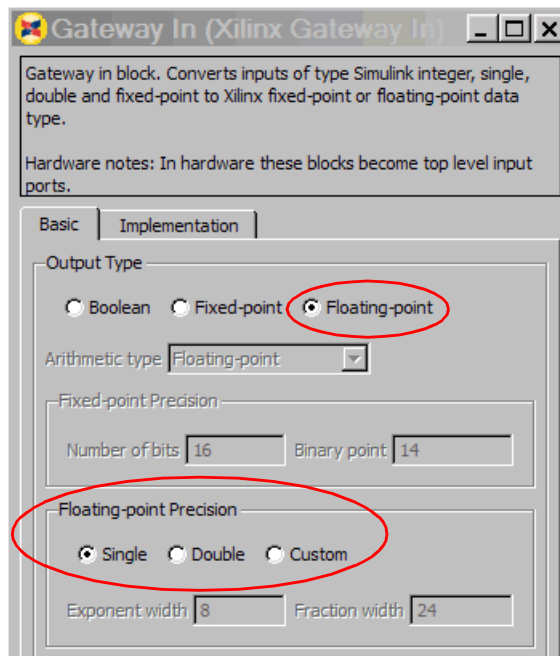 Gateway In (Xilinx Gateway In)
Gateway in block. Converts inputs of type Simulink integer, single,
double and fixed-point to Xilinx fixed-point or floating-point data
type.
Hardware notes: In hardware these blocks become top level input
ports.
Basic Implementation
Output Type
Boolean Fixed-point Floating-point
Arithmetic type Floating-point
Fixed-point Precision
Number of bits 16 Binary point 14
Floating-point Precision
Single Double Custom
Exponent width 8 Fraction width 24